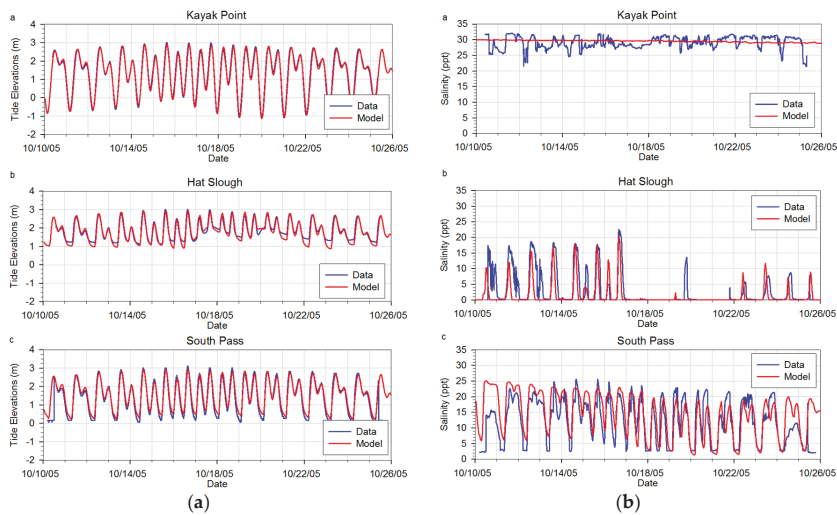 a
Kayak Point
4
3
2
1
0
-1
-2
Tide Elevations (m)
Data
Model
10/10/05 10/14/05 10/18/05 10/22/05 10/26/05
Date
b
Hat Slough
4
3
2
1
0
1
2
Tide Elevations (m)
Data
Model
10/10/05 10/14/05 10/18/05 10/22/05 10/26/05
Date
c
South Pass
4
3
2
1
0
-1
-2
Tide Elevations (m)
Data
Model
10/10/05 10/14/05 10/18/05 10/22/05 10/26/05
Date
(a)
a
Kayak Point
35
30
25
20
15
10
5
0
Salinity (ppt)
Data
Model
10/10/05 10/14/05 10/18/05 10/22/05 10/26/05
Date
b
Hat Slough
35
30
25
20
15
10
5
0
Salinity (ppt)
Data
Model
10/10/05 10/14/05 10/18/05 10/22/05 10/26/05
Date
c
South Pass
35
30
25
20
15
10
5
0
Salinity (ppt)
Data
Model
10/10/05 10/14/05 10/18/05 10/22/05 10/26/05
Date
(b)